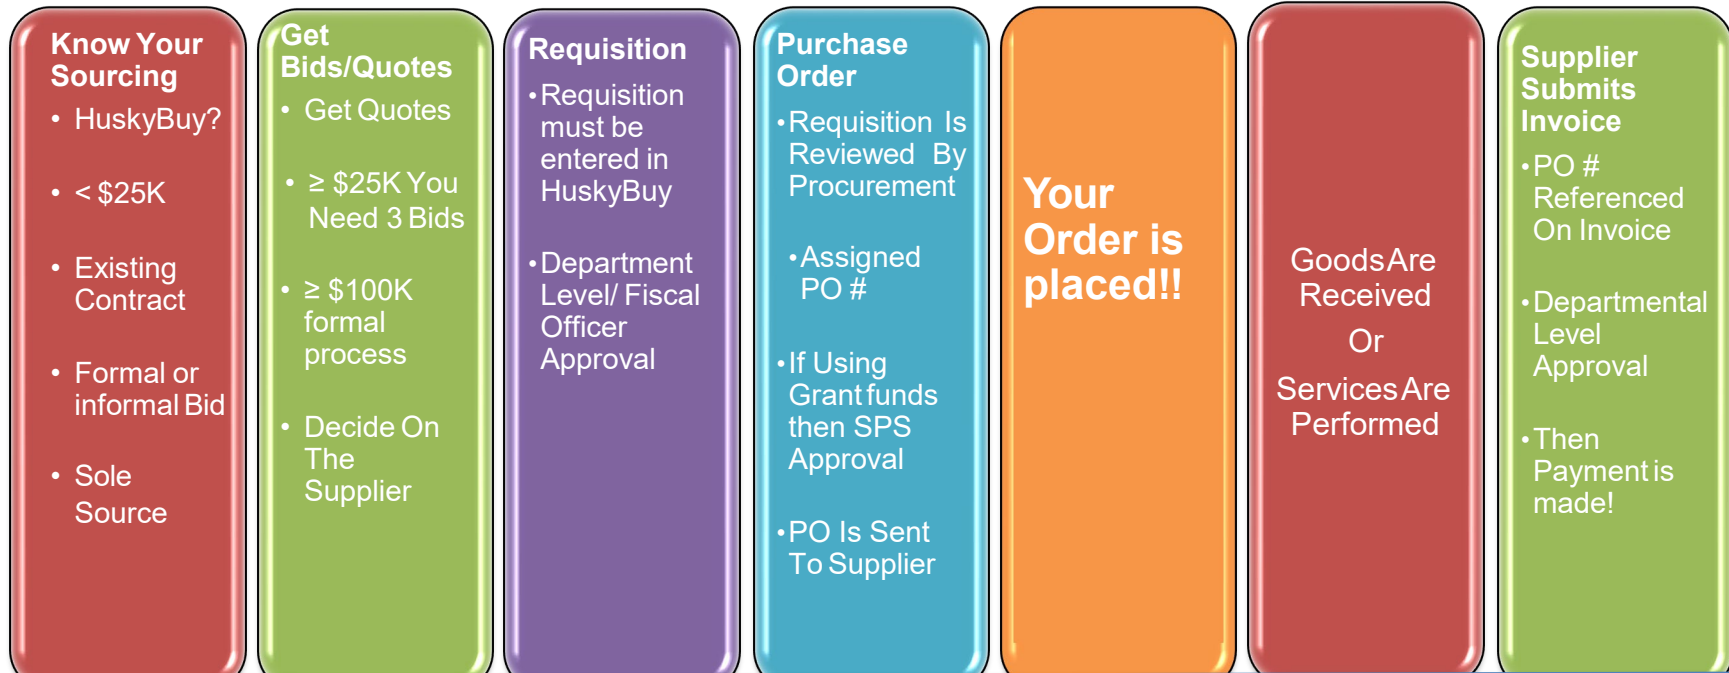 Know Your
Sourcing
• HuskyBuy?
• < $25K
• Existing
Contract
• Formal or
informal Bid
• Sole
Source
Get
Bids/Quotes
• Get Quotes
• ≥ $25K You
Need 3 Bids
• ≥ $100K
formal
process
• Decide On
The
Supplier
Requisition
• Requisition
must be
entered in
HuskyBuy
• Department
Level/ Fiscal
Officer
Approval
Purchase
Order
• Requisition Is
Reviewed By
Procurement
• Assigned
PO #
• If Using
Grant funds
then SPS
Approval
• PO Is Sent
To Supplier
Your
Order is
placed!!
Goods Are
Received
Or
Services Are
Performed
Supplier
Submits
Invoice
• PO #
Referenced
On Invoice
• Departmental
Level
Approval
• Then
Payment is
made!